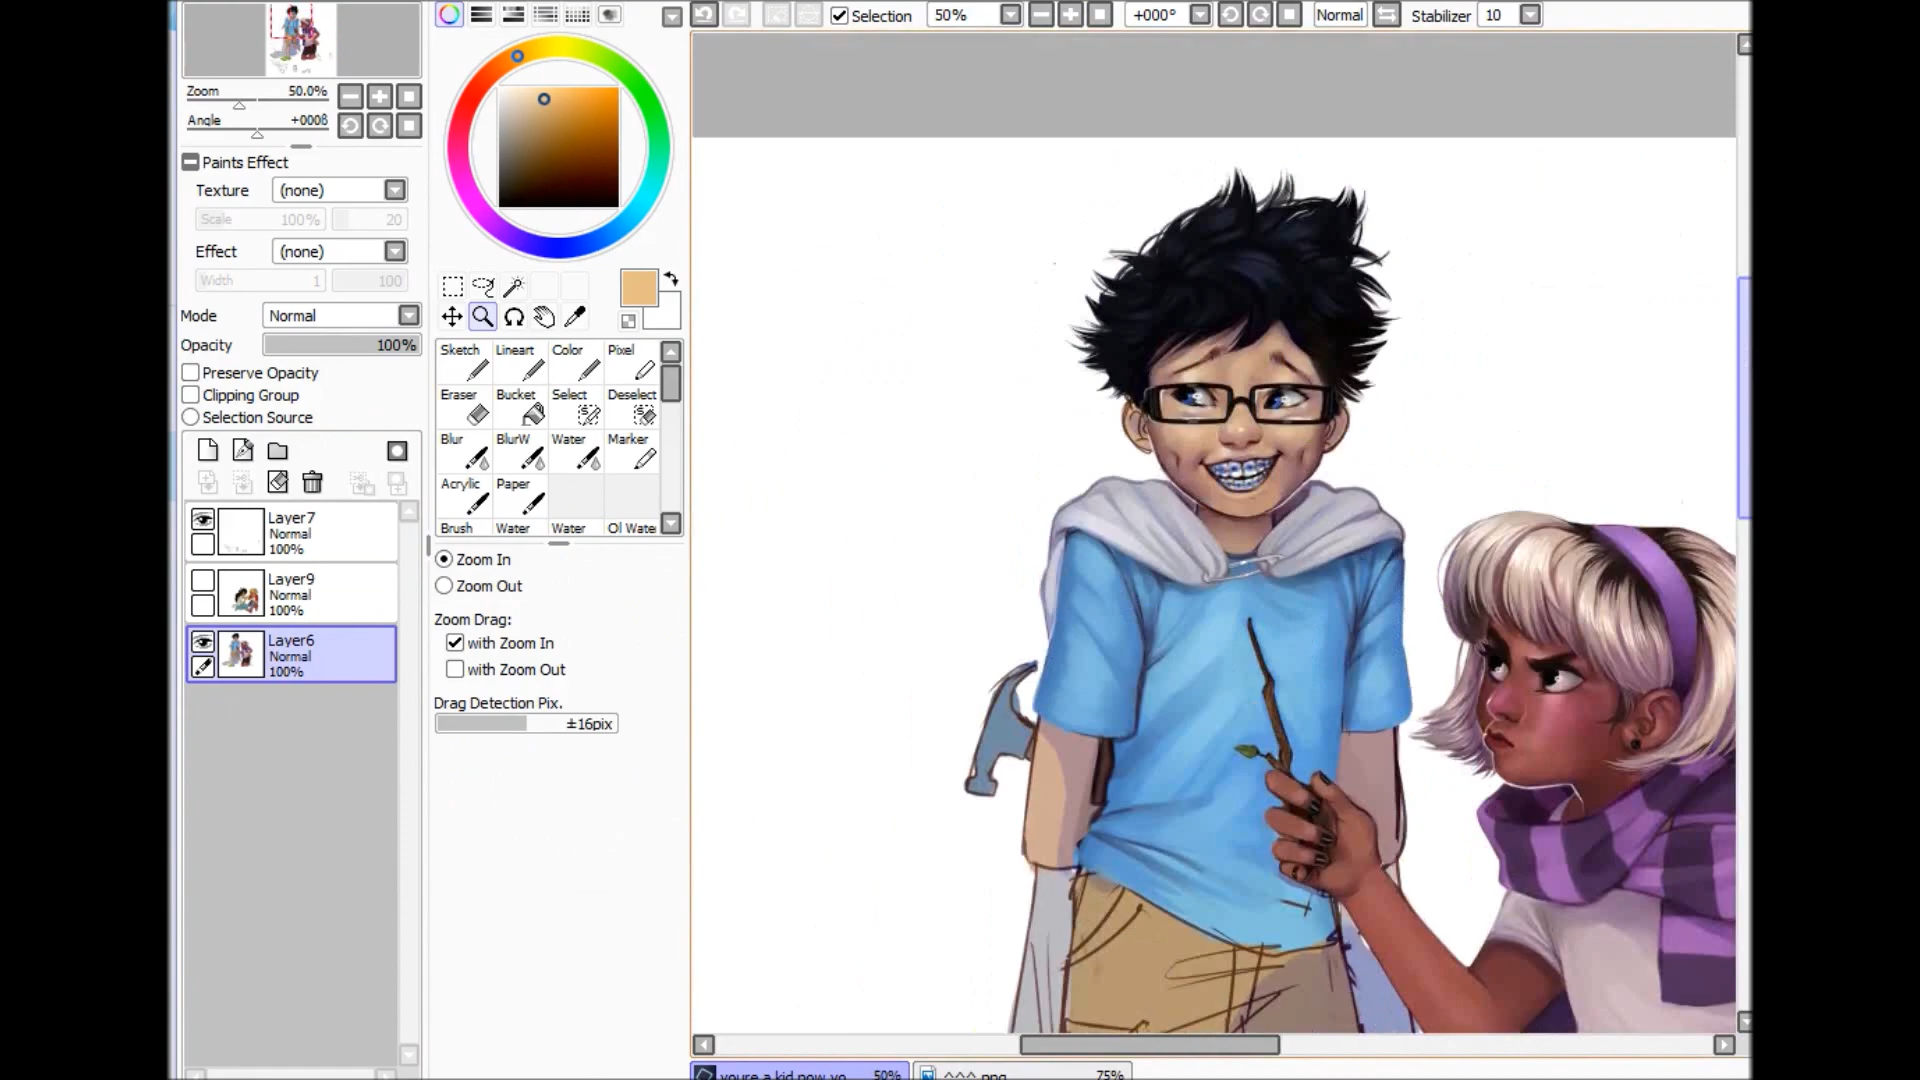 Selection 50% +000° Normal Stabilizer 10
Zoom 50.0%
Angle +0008
Paints Effect
Texture (none)
Scale 100% 20
Effect (none)
Width 1 100
Mode Normal
Opacity 100%
Preserve Opacity
Clipping Group
Selection Source
Layer7
Normal
100%
Layer9
Normal
100%
Layer6
Normal
100%
Sketch Lineart Color Pixel
Eraser Bucket Select Deselect
Blur BlurW Water Marker
Acrylic Paper
Brush Water Water Oil Wate
Zoom In
Zoom Out
Zoom Drag:
with Zoom In
with Zoom Out
Drag Detection Pix.
±16pix
youre a kid now yo 50% ^^^.png 75%